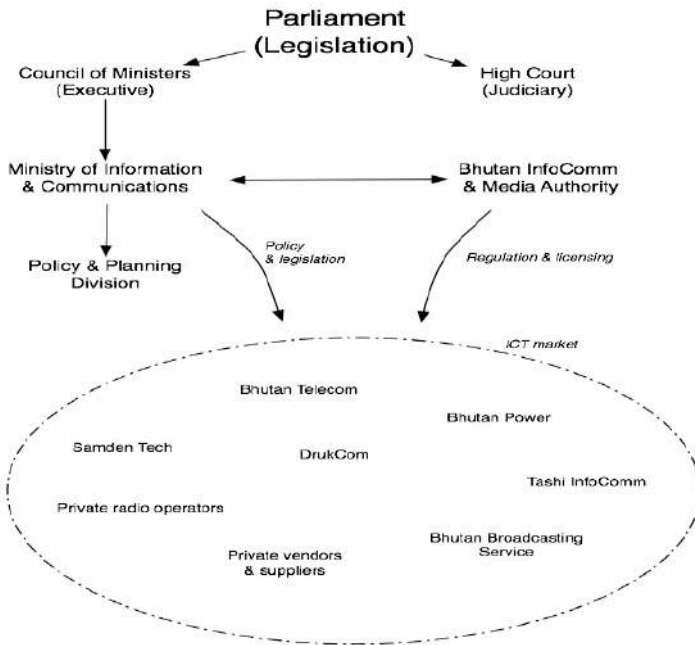 Parliament
(Legislation)
Council of Ministers
(Executive)
High Court
(Judiciary)
Ministry of Information
& Communications
Bhutan InfoComm
& Media Authority
Policy
& legislation
Policy & Planning
Division
Regulation & licensing
ICT market
Bhutan Telecom
Bhutan Power
Samden Tech
DrukCom
Tashi InfoComm
Private radio operators
Bhutan Broadcasting
Service
Private vendors
& suppliers